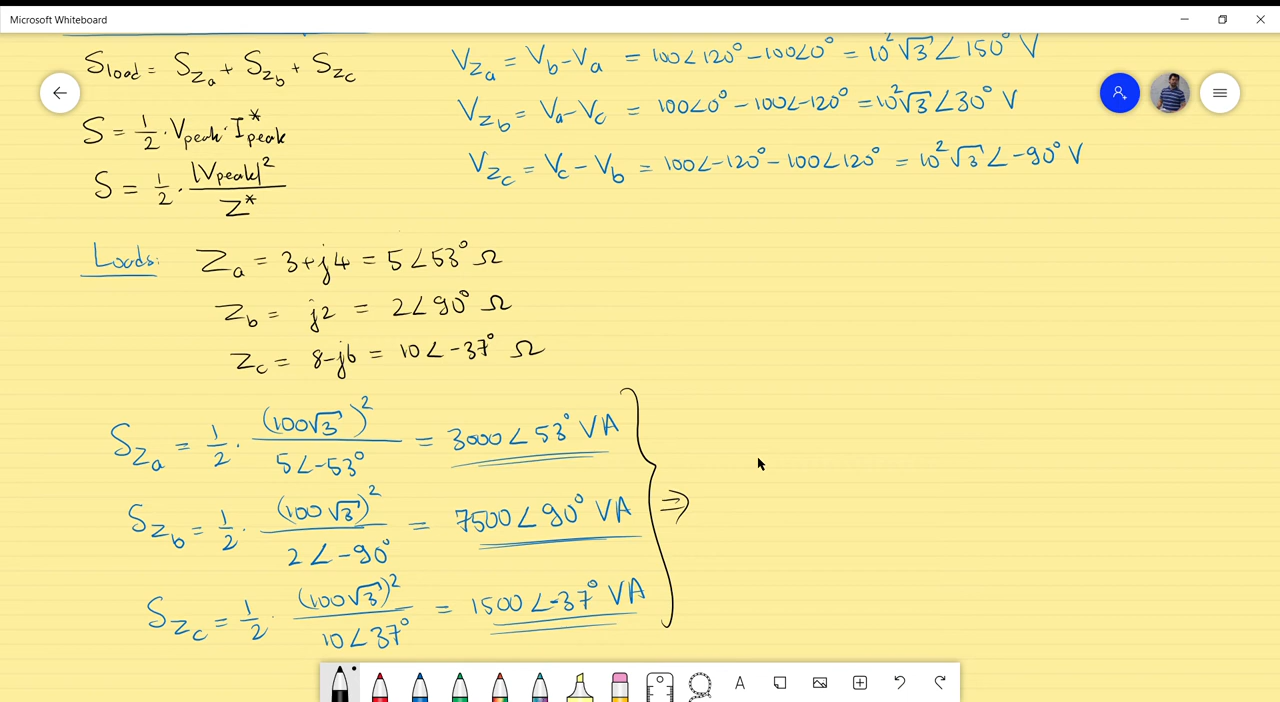 Microsoft Whiteboard
S_load = S_Za + S_Zb + S_Zc
V_Za = V_b - V_a = 100∠120° - 100∠0° = 10²√3 ∠150° V
V_Zb = V_a - V_c = 100∠0° - 100∠-120° = 10²√3 ∠30° V
V_Zc = V_c - V_b = 100∠-120° - 100∠120° = 10²√3 ∠-90° V
S = 1/2 · V_peak · I*_peak
S = 1/2 · |V_peak|² / Z*
Loads: Z_a = 3+j4 = 5∠53° Ω
Z_b = j2 = 2∠90° Ω
Z_c = 8-j6 = 10∠-37° Ω
S_Za = 1/2 · (100√3)² / 5∠-53° = 3000∠53° VA
S_Zb = 1/2 · (100√3)² / 2∠-90° = 7500∠90° VA
⇒
S_Zc = 1/2 · (100√3)² / 10∠37° = 1500∠-37° VA
A